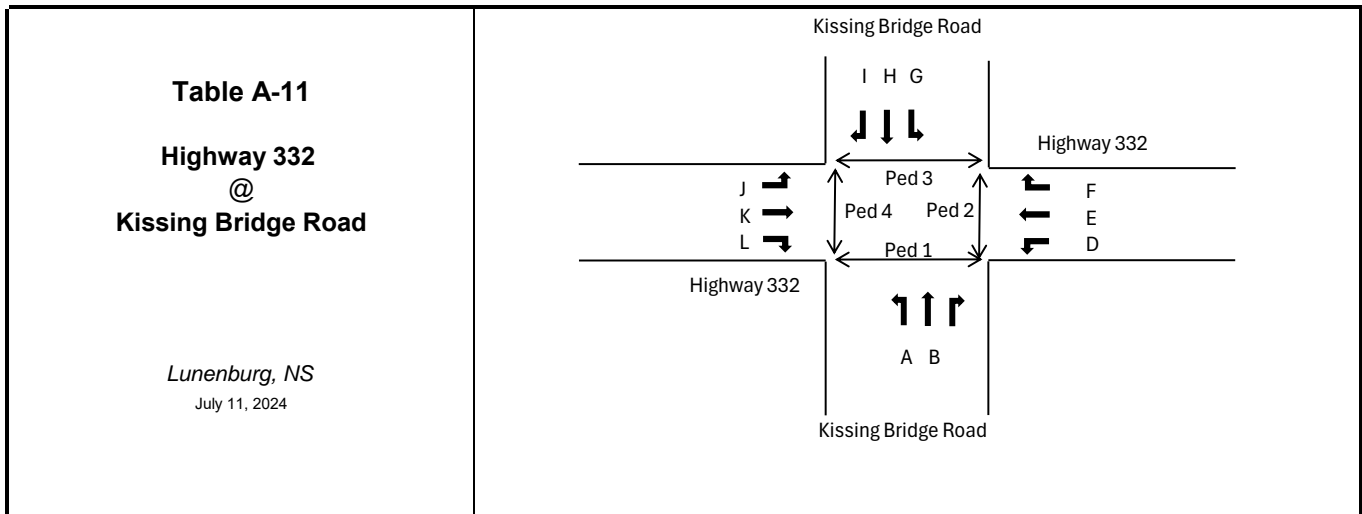 Table A-11
Highway 332
@
Kissing Bridge Road
Lunenburg, NS
July 11, 2024
Kissing Bridge Road
I H G
Highway 332
J
K
L
Ped 3
Ped 4
Ped 2
Ped 1
F
E
D
Highway 332
A B
Kissing Bridge Road